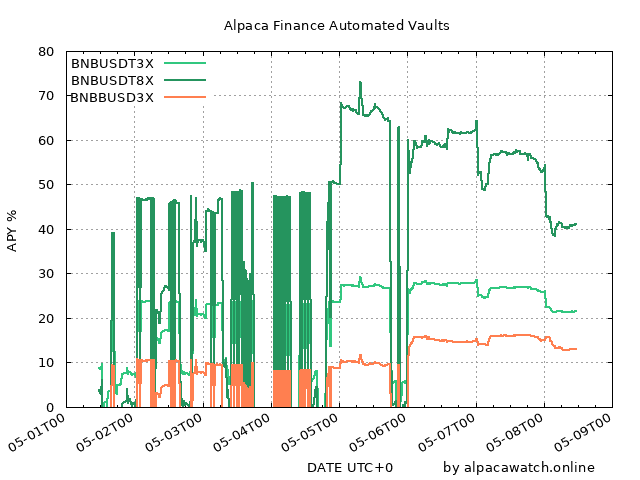 Alpaca Finance Automated Vaults
80
70
60
50
40
30
20
10
0
APY %
BNBUSDT3X
BNBUSDT8X
BNBBUSD3X
05-01T00
05-02T00
05-03T00
05-04T00
05-05T00
05-06T00
05-07T00
05-08T00
05-09T00
DATE UTC+0 by alpacawatch.online